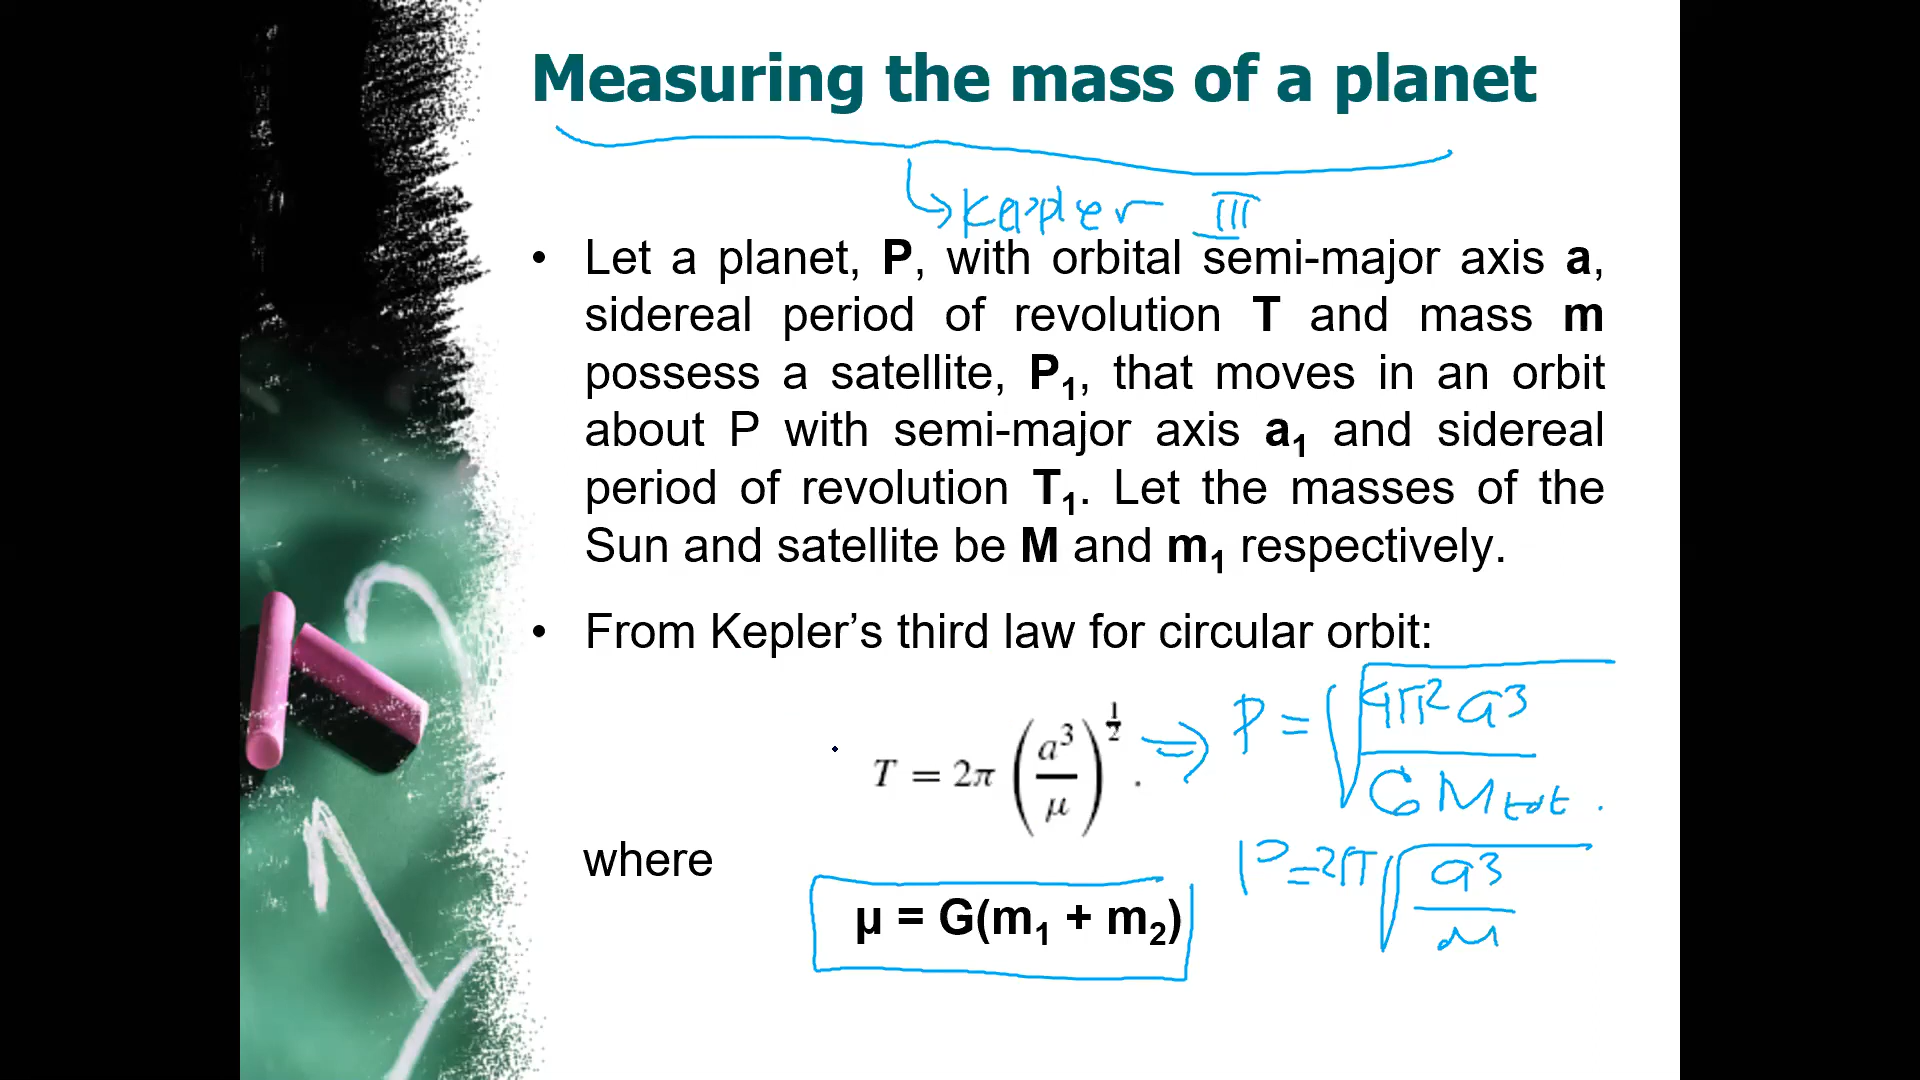 Measuring the mass of a planet
↳ Kepler III
• Let a planet, P, with orbital semi-major axis a,
sidereal period of revolution T and mass m
possess a satellite, P₁, that moves in an orbit
about P with semi-major axis a₁ and sidereal
period of revolution T₁. Let the masses of the
Sun and satellite be M and m₁ respectively.
• From Kepler’s third law for circular orbit:
T = 2π (a³/μ)^(1/2) . ⇒ P = √(4π² a³ / G M tot) .
where
P = 2π √(a³/μ)
μ = G(m₁ + m₂)